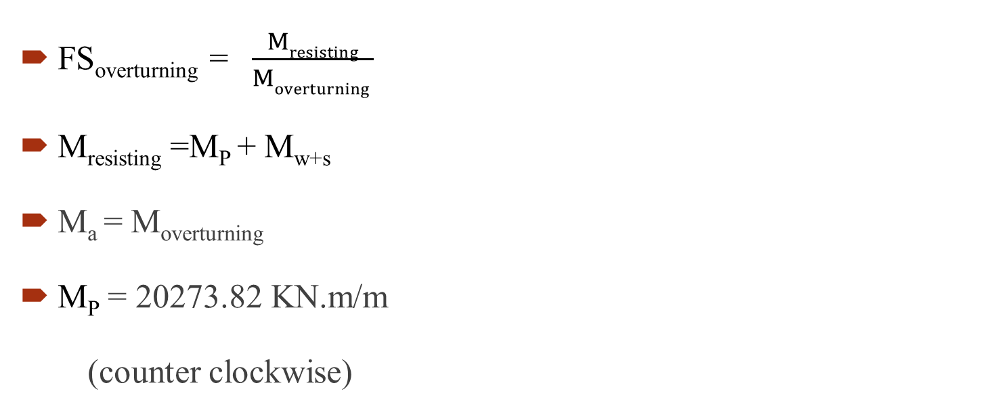 FSoverturning = Mresisting / Moverturning
Mresisting =MP + Mw+s
Ma = Moverturning
MP = 20273.82 KN.m/m
(counter clockwise)